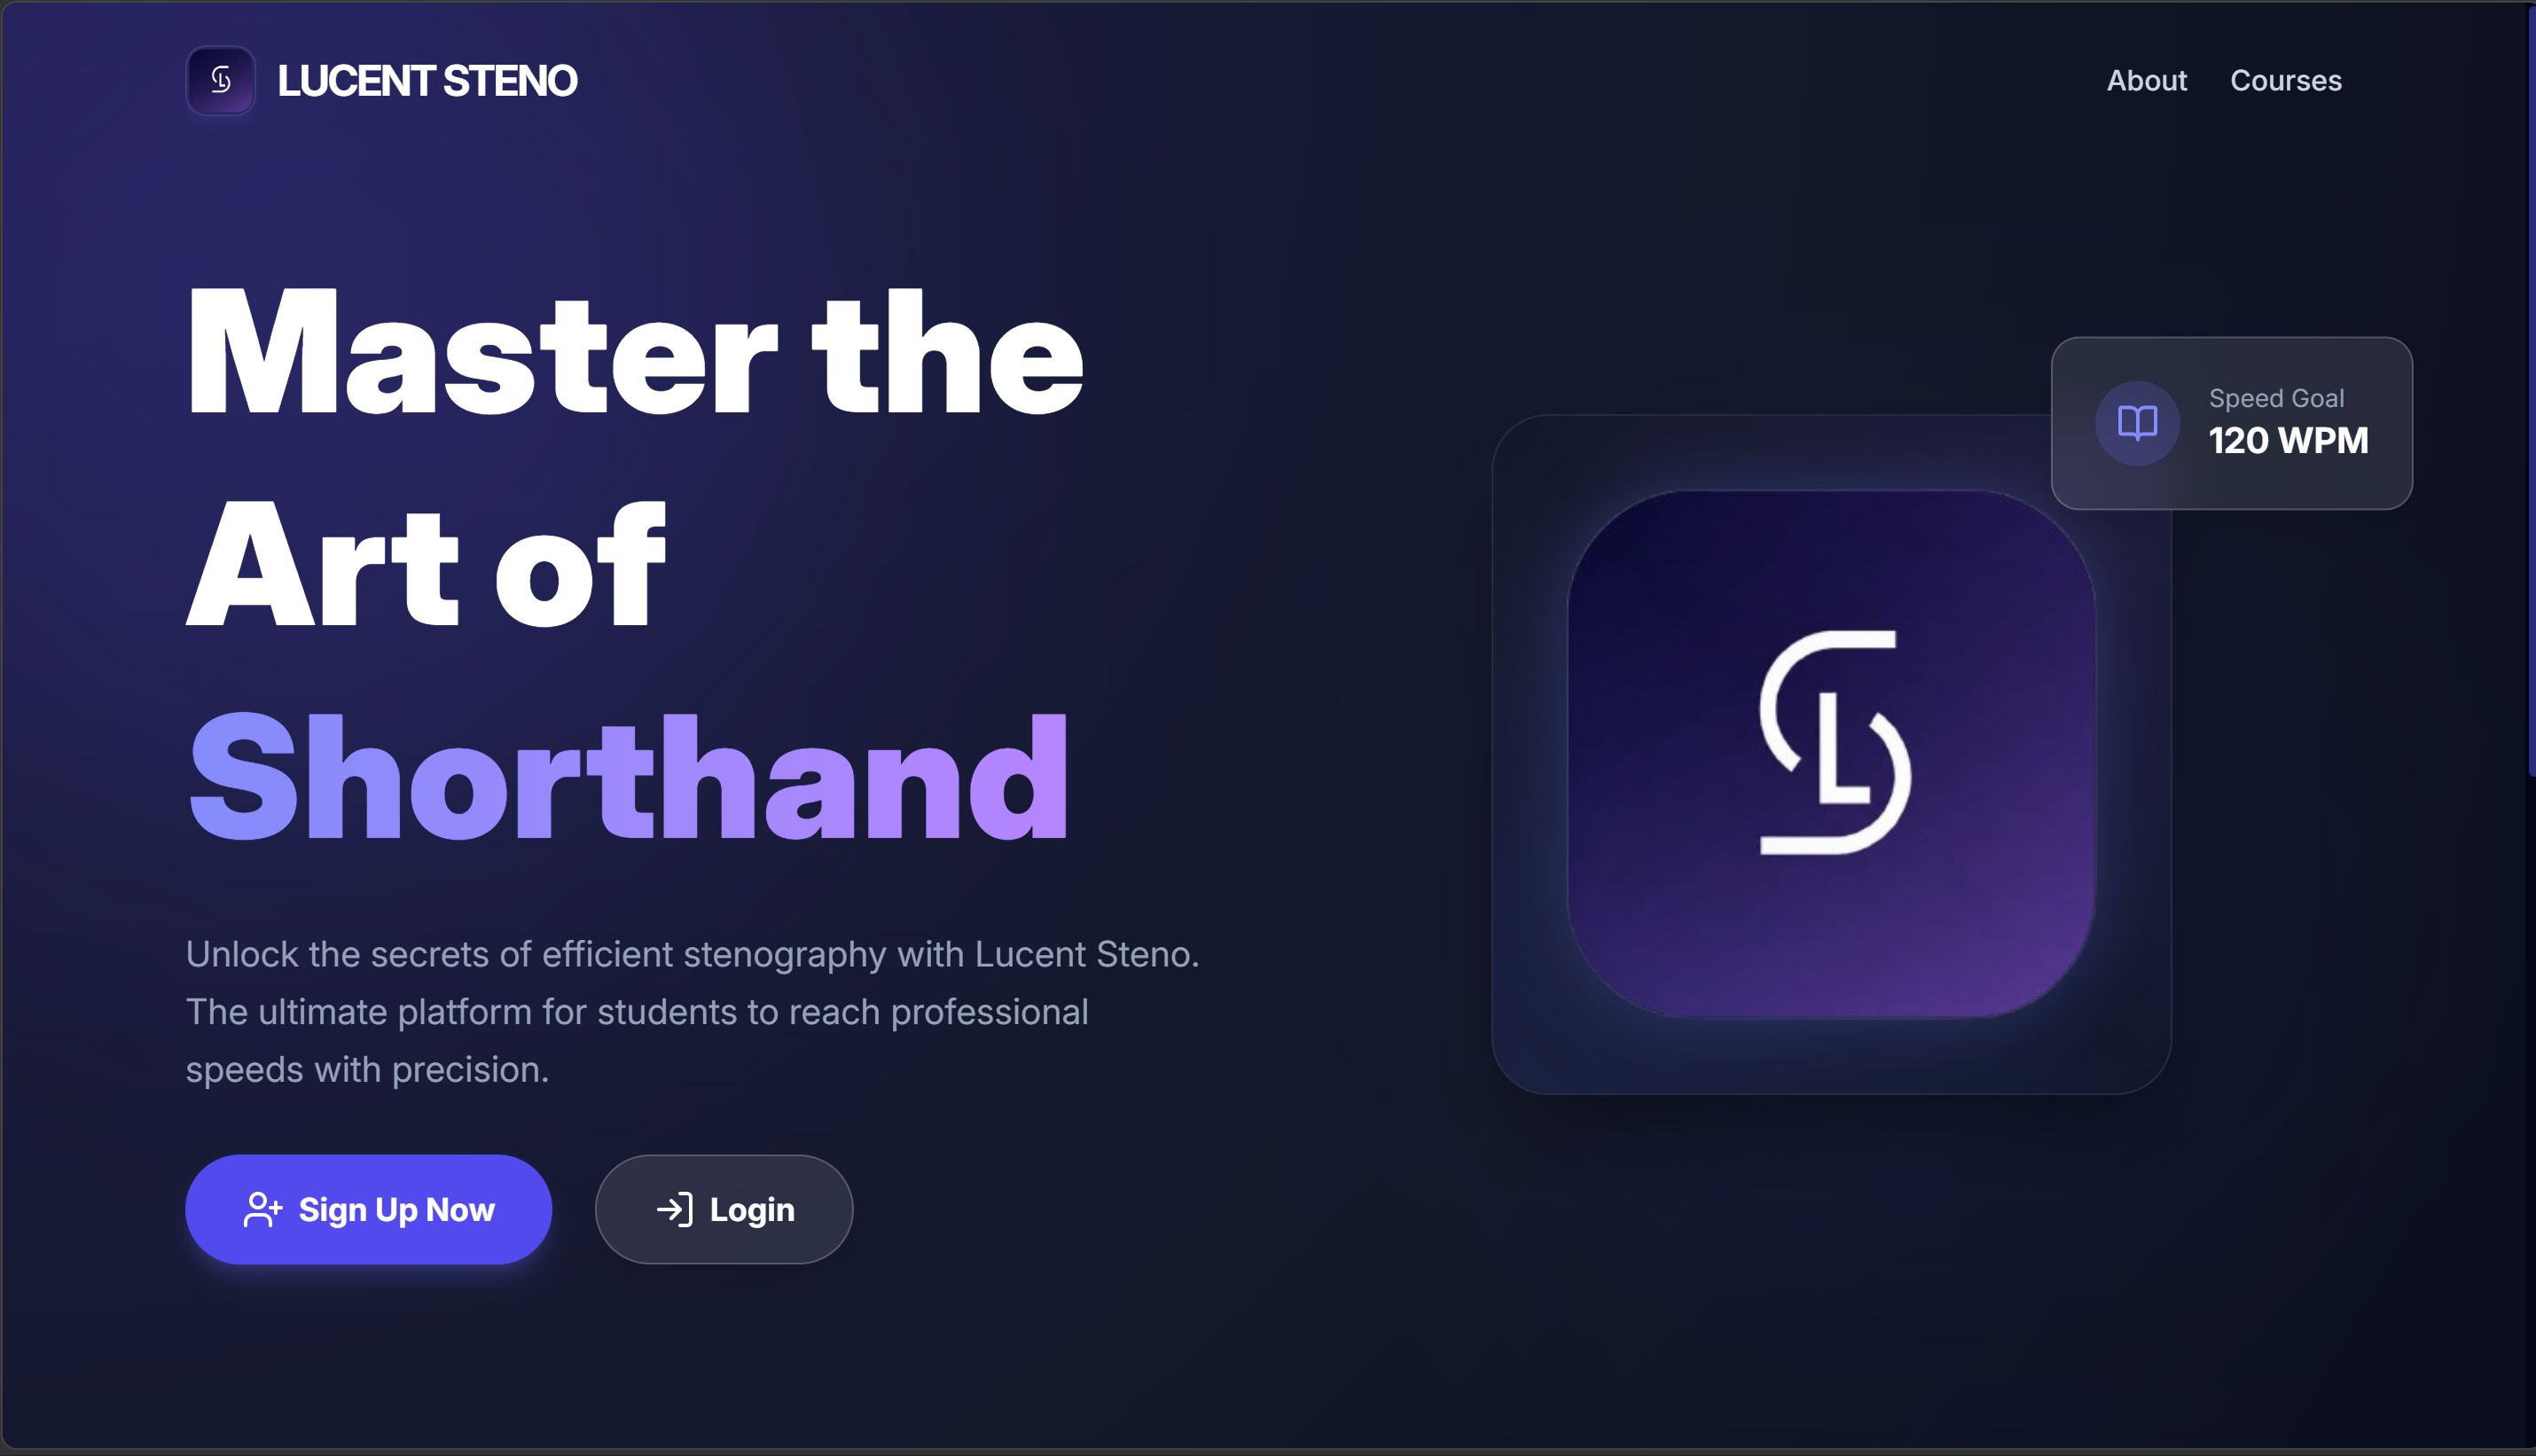 LUCENT STENO
About
Courses
Master the
Art of
Shorthand
Unlock the secrets of efficient stenography with Lucent Steno.
The ultimate platform for students to reach professional
speeds with precision.
Sign Up Now
Login
Speed Goal
120 WPM
SL